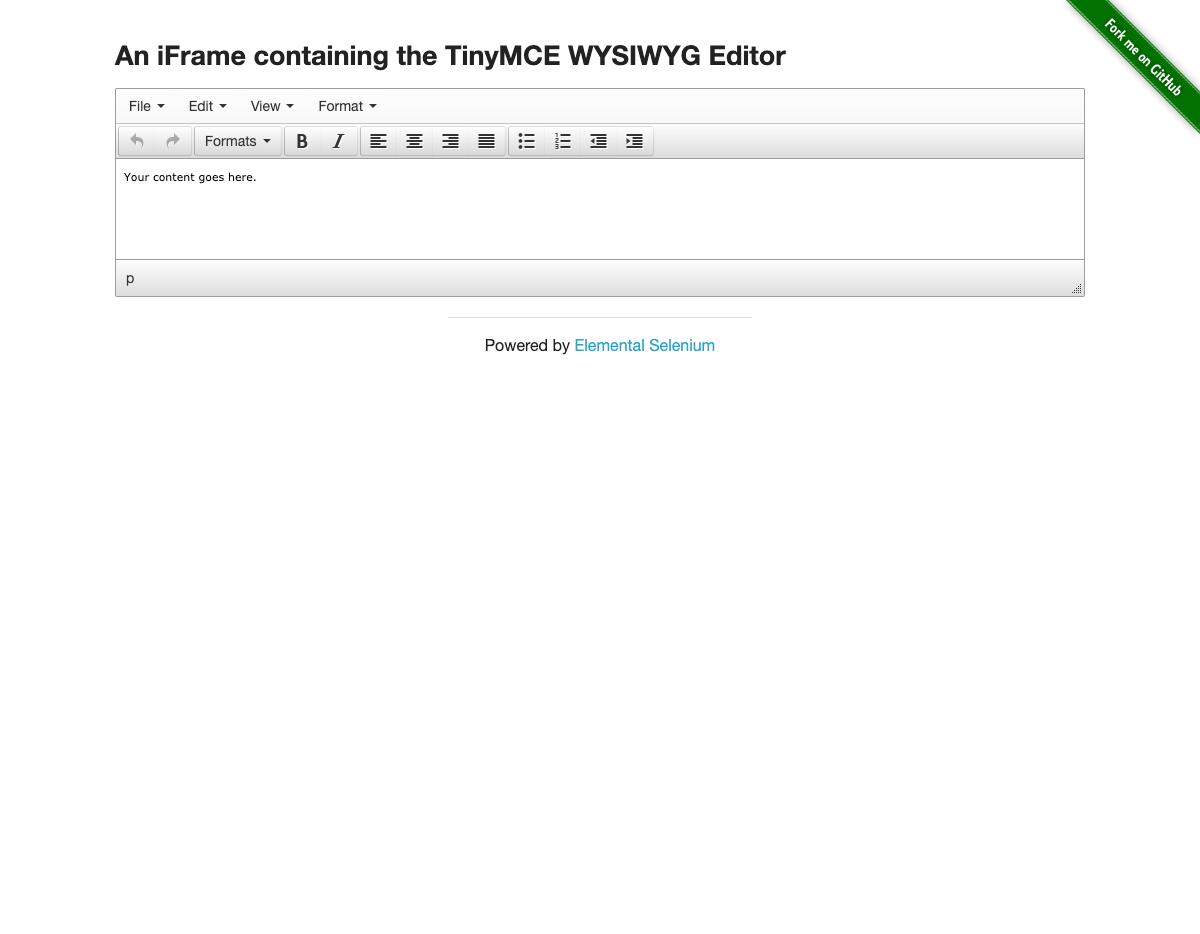 Fork me on GitHub
An iFrame containing the TinyMCE WYSIWYG Editor
File Edit View Format
Formats B I
Your content goes here.
p
Powered by Elemental Selenium